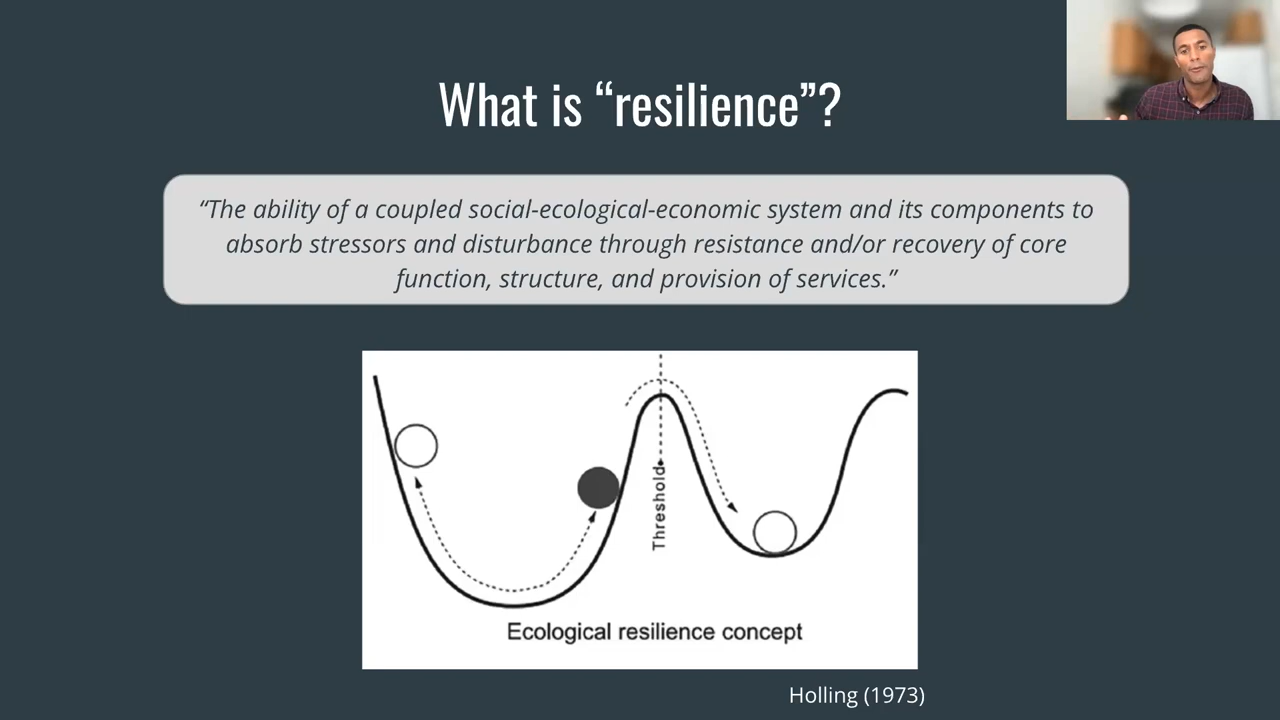 What is “resilience”?
“The ability of a coupled social-ecological-economic system and its components to
absorb stressors and disturbance through resistance and/or recovery of core
function, structure, and provision of services.”
Threshold
Ecological resilience concept
Holling (1973)